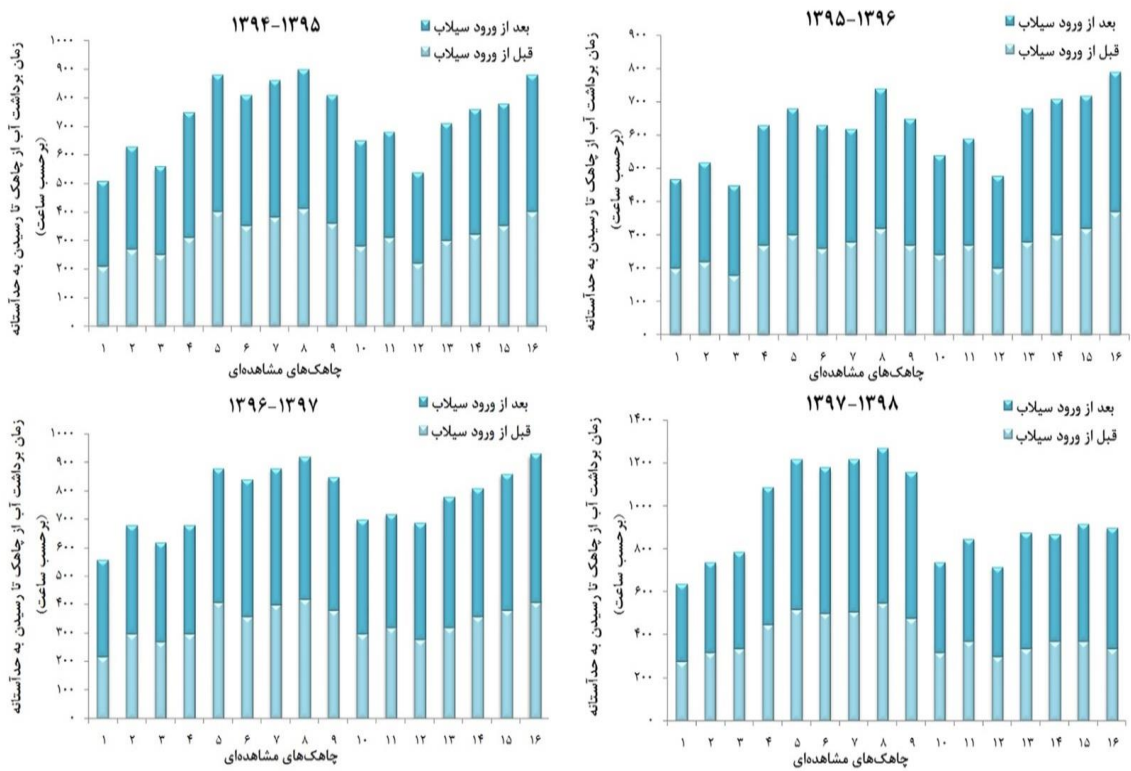 ۱۳۹۴-۱۳۹۵
بعد از ورود سیلاب
قبل از ورود سیلاب
زمان برداشت آب از چاهک تا رسیدن به حدآستانه
(برحسب ساعت)
۱۰۰۰
۹۰۰
۸۰۰
۷۰۰
۶۰۰
۵۰۰
۴۰۰
۳۰۰
۲۰۰
۱۰۰
۰
۱ ۲ ۳ ۴ ۵ ۶ ۷ ۸ ۹ ۱۰ ۱۱ ۱۲ ۱۳ ۱۴ ۱۵ ۱۶
چاهک‌های مشاهده‌ای
۱۳۹۵-۱۳۹۶
بعد از ورود سیلاب
قبل از ورود سیلاب
زمان برداشت آب از چاهک تا رسیدن به حدآستانه
(برحسب ساعت)
۹۰۰
۸۰۰
۷۰۰
۶۰۰
۵۰۰
۴۰۰
۳۰۰
۲۰۰
۱۰۰
۰
۱ ۲ ۳ ۴ ۵ ۶ ۷ ۸ ۹ ۱۰ ۱۱ ۱۲ ۱۳ ۱۴ ۱۵ ۱۶
چاهک‌های مشاهده‌ای
۱۳۹۶-۱۳۹۷
بعد از ورود سیلاب
قبل از ورود سیلاب
زمان برداشت آب از چاهک تا رسیدن به حدآستانه
(برحسب ساعت)
۱۰۰۰
۹۰۰
۸۰۰
۷۰۰
۶۰۰
۵۰۰
۴۰۰
۳۰۰
۲۰۰
۱۰۰
۰
۱ ۲ ۳ ۴ ۵ ۶ ۷ ۸ ۹ ۱۰ ۱۱ ۱۲ ۱۳ ۱۴ ۱۵ ۱۶
چاهک‌های مشاهده‌ای
۱۳۹۷-۱۳۹۸
بعد از ورود سیلاب
قبل از ورود سیلاب
زمان برداشت آب از چاهک تا رسیدن به حدآستانه
(برحسب ساعت)
۱۴۰۰
۱۲۰۰
۱۰۰۰
۸۰۰
۶۰۰
۴۰۰
۲۰۰
۰
۱ ۲ ۳ ۴ ۵ ۶ ۷ ۸ ۹ ۱۰ ۱۱ ۱۲ ۱۳ ۱۴ ۱۵ ۱۶
چاهک‌های مشاهده‌ای